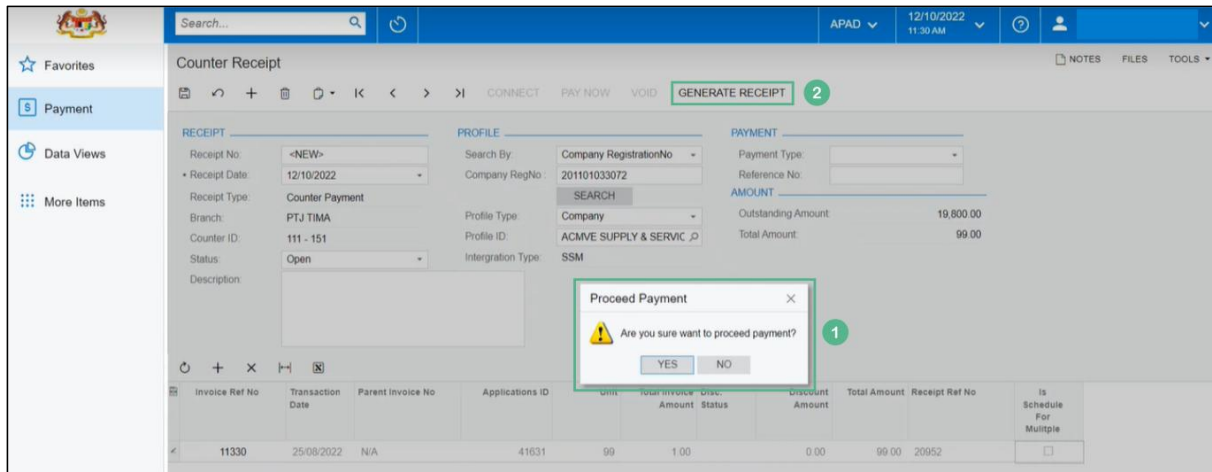 Search...
APAD
12/10/2022
11:30 AM
Favorites
Payment
Data Views
More Items
Counter Receipt
NOTES FILES TOOLS
CONNECT PAY NOW VOID GENERATE RECEIPT 2
RECEIPT
Receipt No: <NEW>
• Receipt Date: 12/10/2022
Receipt Type: Counter Payment
Branch: PTJ TIMA
Counter ID: 111 - 151
Status: Open
Description:
PROFILE
Search By: Company RegistrationNo
Company RegNo: 201101033072
SEARCH
Profile Type: Company
Profile ID: ACMVE SUPPLY & SERVIC
Intergration Type: SSM
PAYMENT
Payment Type:
Reference No:
AMOUNT
Outstanding Amount: 19,800.00
Total Amount: 99.00
Proceed Payment
Are you sure want to proceed payment?
YES NO
1
Invoice Ref No Transaction Date Parent Invoice No Applications ID Unit Total Invoice Amount Disc. Status Discount Amount Total Amount Receipt Ref No Is Schedule For Mulitple
11330 25/08/2022 N/A 41631 99 1.00 0.00 99.00 20952